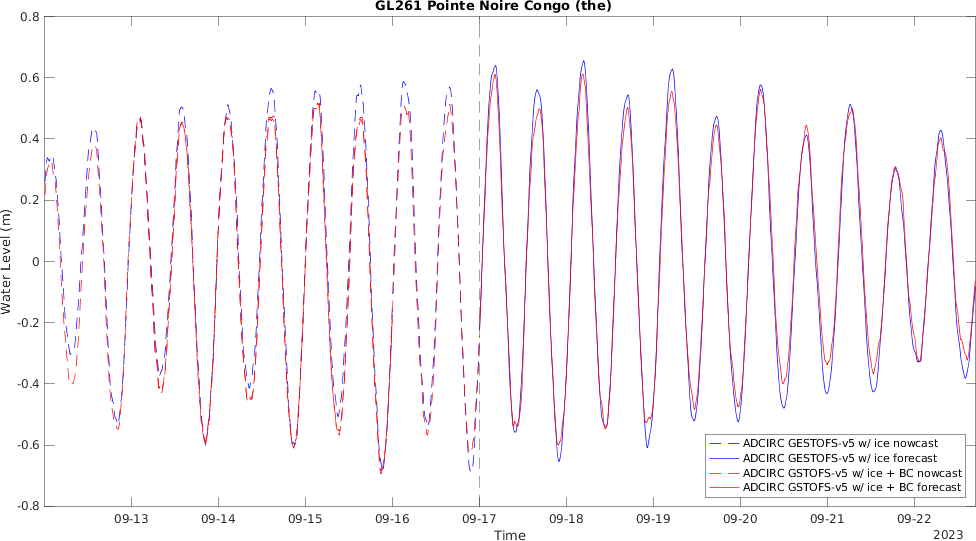 GL261 Pointe Noire Congo (the)
0.8
0.6
0.4
0.2
0
-0.2
-0.4
-0.6
-0.8
Water Level (m)
09-13 09-14 09-15 09-16 09-17 09-18 09-19 09-20 09-21 09-22
Time
2023
ADCIRC GESTOFS-v5 w/ ice nowcast
ADCIRC GESTOFS-v5 w/ ice forecast
ADCIRC GSTOFS-v5 w/ ice + BC nowcast
ADCIRC GSTOFS-v5 w/ ice + BC forecast